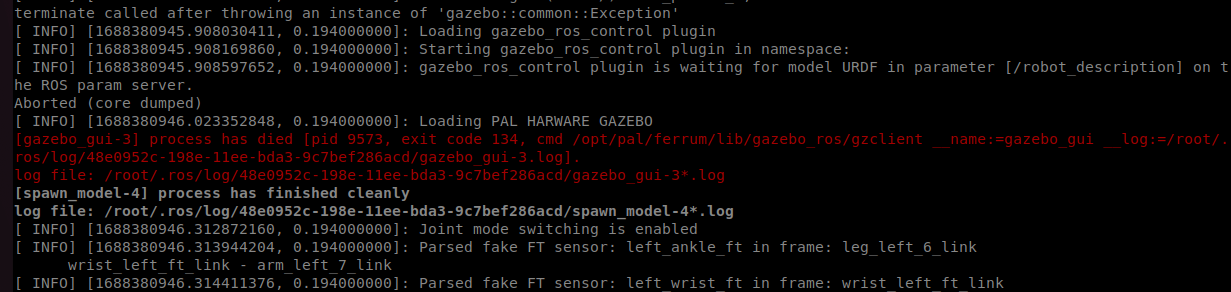 terminate called after throwing an instance of 'gazebo::common::Exception'
[ INFO] [1688380945.908030411, 0.194000000]: Loading gazebo_ros_control plugin
[ INFO] [1688380945.908169860, 0.194000000]: Starting gazebo_ros_control plugin in namespace:
[ INFO] [1688380945.908597652, 0.194000000]: gazebo_ros_control plugin is waiting for model URDF in parameter [/robot_description] on t
he ROS param server.
Aborted (core dumped)
[ INFO] [1688380946.023352848, 0.194000000]: Loading PAL HARWARE GAZEBO
[gazebo_gui-3] process has died [pid 9573, exit code 134, cmd /opt/pal/ferrum/lib/gazebo_ros/gzclient __name:=gazebo_gui __log:=/root/.
ros/log/48e0952c-198e-11ee-bda3-9c7bef286acd/gazebo_gui-3.log].
log file: /root/.ros/log/48e0952c-198e-11ee-bda3-9c7bef286acd/gazebo_gui-3*.log
[spawn_model-4] process has finished cleanly
log file: /root/.ros/log/48e0952c-198e-11ee-bda3-9c7bef286acd/spawn_model-4*.log
[ INFO] [1688380946.312872160, 0.194000000]: Joint mode switching is enabled
[ INFO] [1688380946.313944204, 0.194000000]: Parsed fake FT sensor: left_ankle_ft in frame: leg_left_6_link
wrist_left_ft_link - arm_left_7_link
[ INFO] [1688380946.314411376, 0.194000000]: Parsed fake FT sensor: left_wrist_ft in frame: wrist_left_ft_link